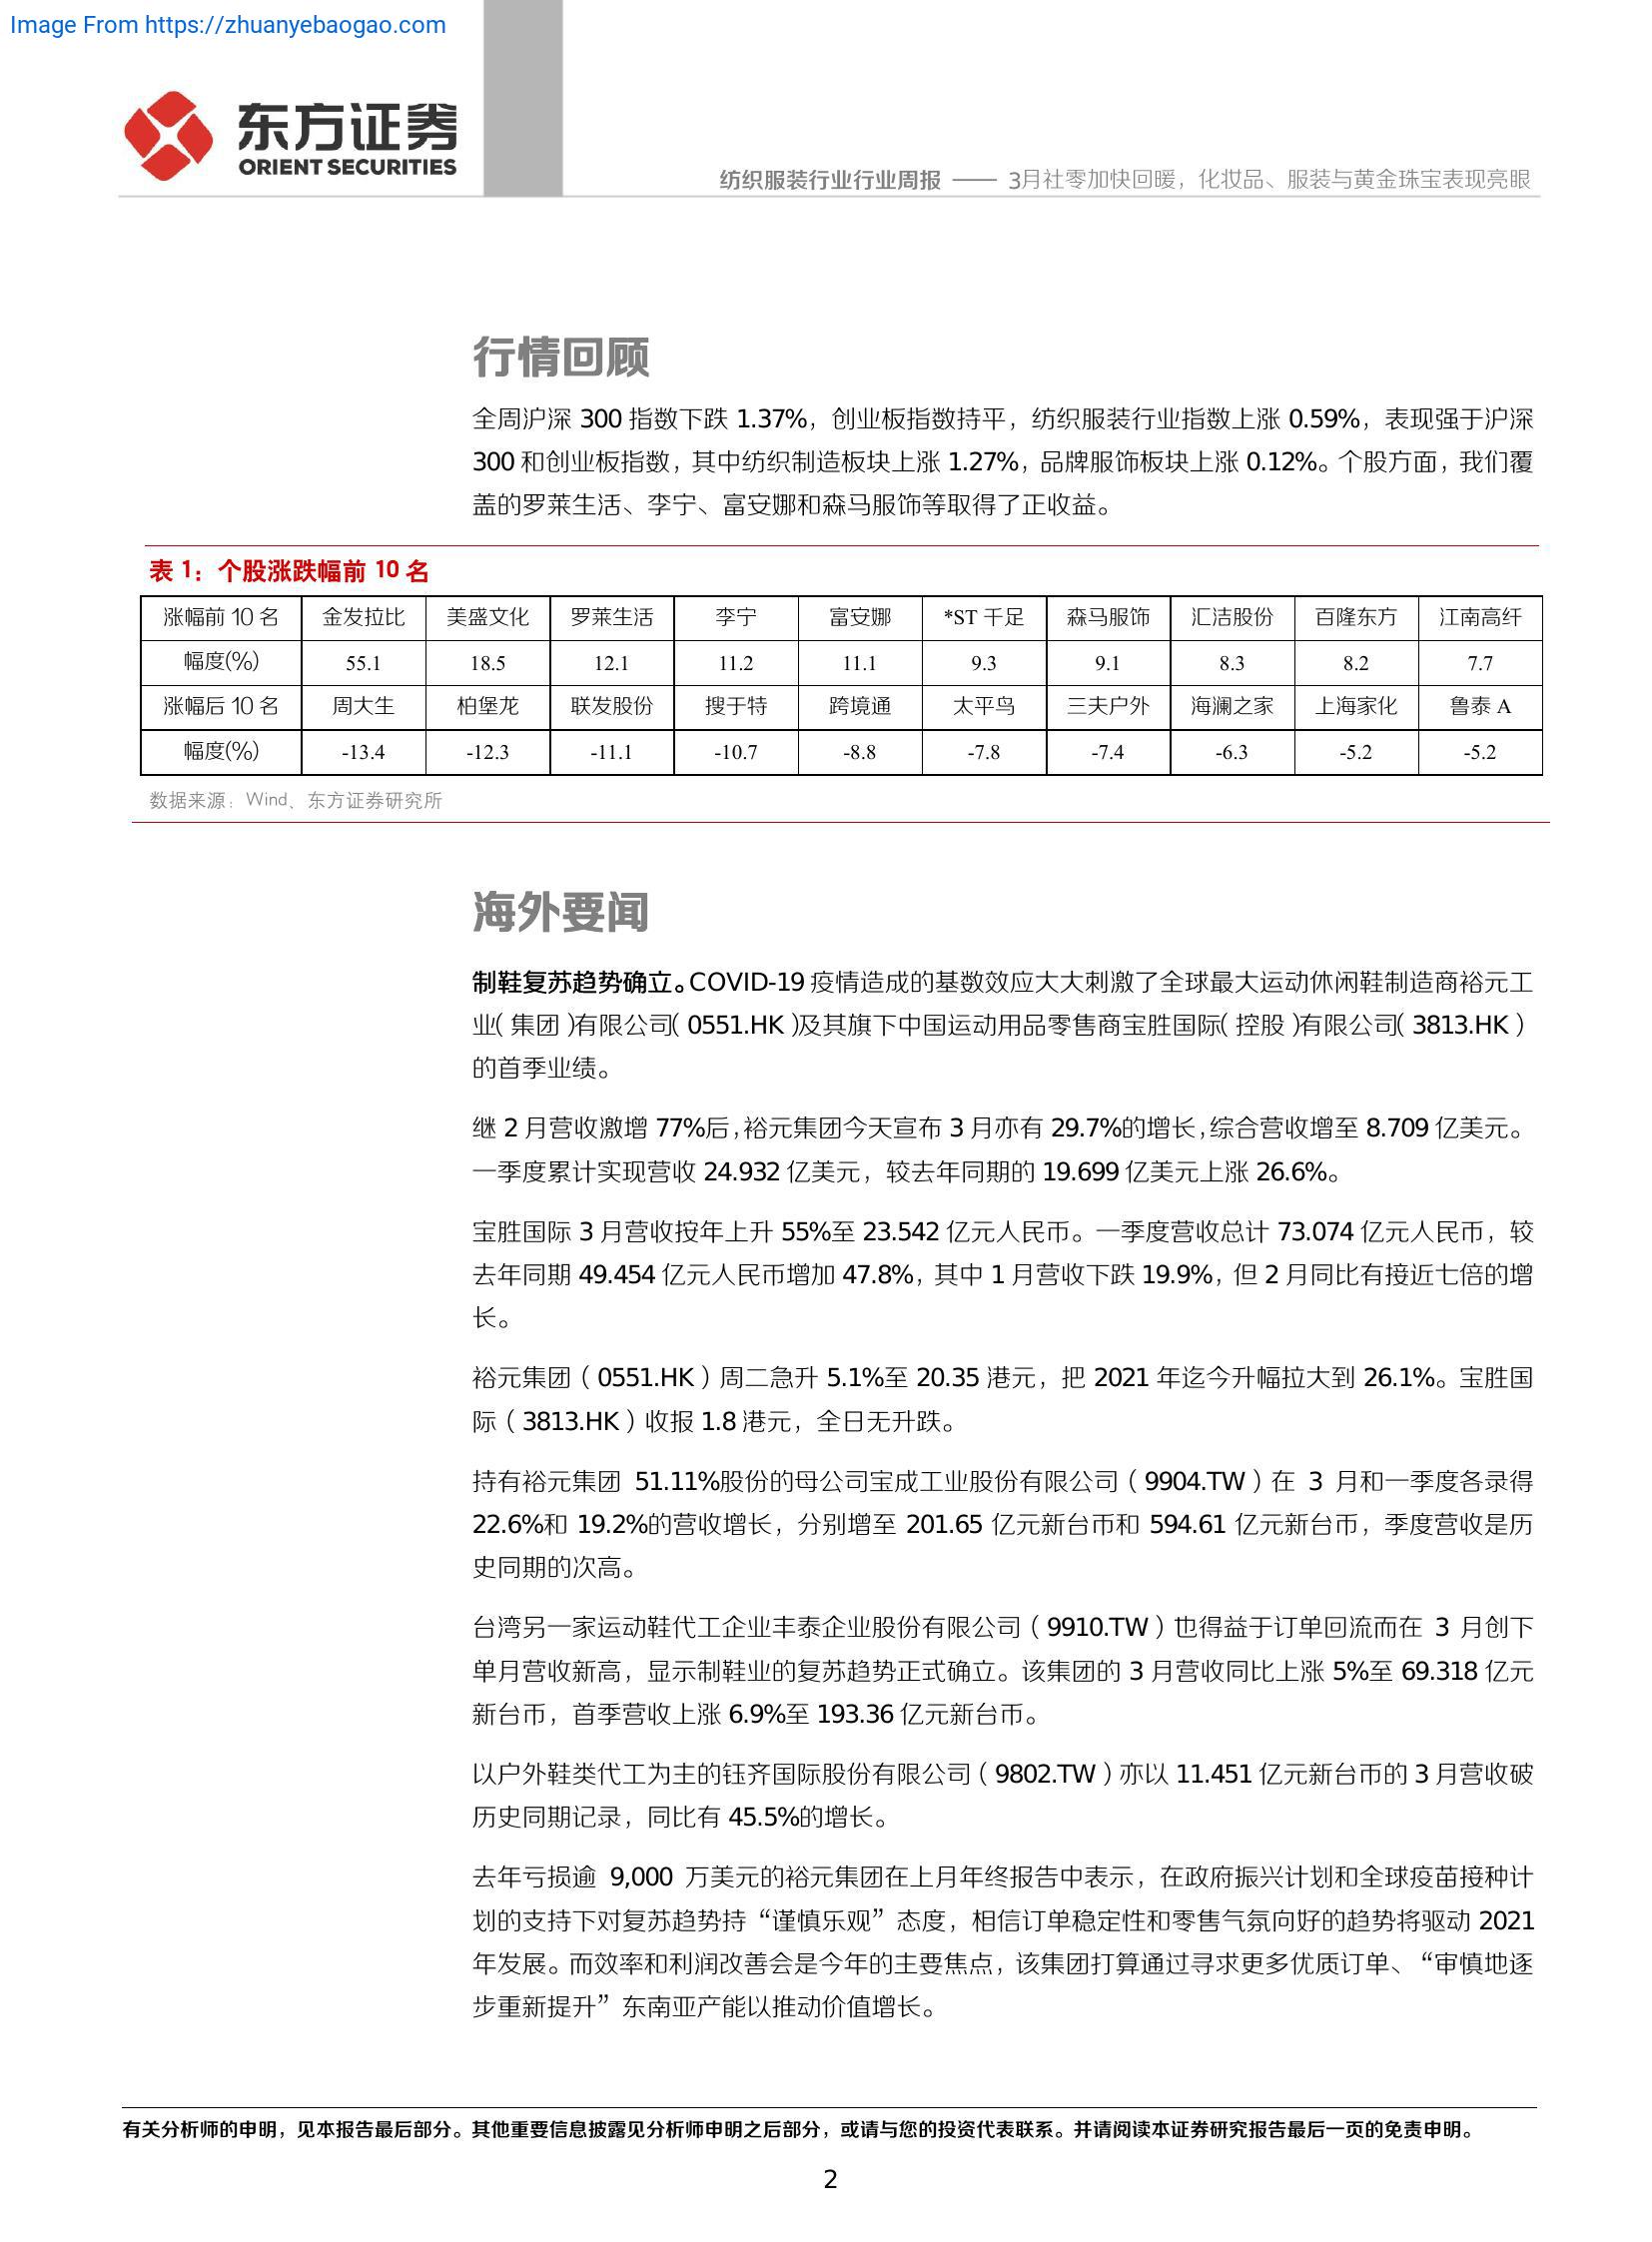 Image From https://zhuanyebaogao.com
东方证券
ORIENT SECURITIES
纺织服装行业行业周报 —— 3月社零加快回暖，化妆品、服装与黄金珠宝表现亮眼
行情回顾
全周沪深 300 指数下跌 1.37%，创业板指数持平，纺织服装行业指数上涨 0.59%，表现强于沪深
300 和创业板指数，其中纺织制造板块上涨 1.27%，品牌服饰板块上涨 0.12%。个股方面，我们覆
盖的罗莱生活、李宁、富安娜和森马服饰等取得了正收益。
表 1：个股涨跌幅前 10 名
涨幅前 10 名 金发拉比 美盛文化 罗莱生活 李宁 富安娜 *ST 千足 森马服饰 汇洁股份 百隆东方 江南高纤
幅度(%) 55.1 18.5 12.1 11.2 11.1 9.3 9.1 8.3 8.2 7.7
涨幅后 10 名 周大生 柏堡龙 联发股份 搜于特 跨境通 太平鸟 三夫户外 海澜之家 上海家化 鲁泰 A
幅度(%) -13.4 -12.3 -11.1 -10.7 -8.8 -7.8 -7.4 -6.3 -5.2 -5.2
数据来源：Wind、东方证券研究所
海外要闻
制鞋复苏趋势确立。COVID-19 疫情造成的基数效应大大刺激了全球最大运动休闲鞋制造商裕元工
业（集团）有限公司（0551.HK）及其旗下中国运动用品零售商宝胜国际（控股）有限公司（3813.HK）
的首季业绩。
继 2 月营收激增 77%后，裕元集团今天宣布 3 月亦有 29.7%的增长，综合营收增至 8.709 亿美元。
一季度累计实现营收 24.932 亿美元，较去年同期的 19.699 亿美元上涨 26.6%。
宝胜国际 3 月营收按年上升 55%至 23.542 亿元人民币。一季度营收总计 73.074 亿元人民币，较
去年同期 49.454 亿元人民币增加 47.8%，其中 1 月营收下跌 19.9%，但 2 月同比有接近七倍的增
长。
裕元集团（0551.HK）周二急升 5.1%至 20.35 港元，把 2021 年迄今升幅拉大到 26.1%。宝胜国
际（3813.HK）收报 1.8 港元，全日无升跌。
持有裕元集团 51.11%股份的母公司宝成工业股份有限公司（9904.TW）在 3 月和一季度各录得
22.6%和 19.2%的营收增长，分别增至 201.65 亿元新台币和 594.61 亿元新台币，季度营收是历
史同期的次高。
台湾另一家运动鞋代工企业丰泰企业股份有限公司（9910.TW）也得益于订单回流而在 3 月创下
单月营收新高，显示制鞋业的复苏趋势正式确立。该集团的 3 月营收同比上涨 5%至 69.318 亿元
新台币，首季营收上涨 6.9%至 193.36 亿元新台币。
以户外鞋类代工为主的钰齐国际股份有限公司（9802.TW）亦以 11.451 亿元新台币的 3 月营收破
历史同期记录，同比有 45.5%的增长。
去年亏损逾 9,000 万美元的裕元集团在上月年终报告中表示，在政府振兴计划和全球疫苗接种计
划的支持下对复苏趋势持“谨慎乐观”态度，相信订单稳定性和零售气氛向好的趋势将驱动 2021
年发展。而效率和利润改善会是今年的主要焦点，该集团打算通过寻求更多优质订单、“审慎地逐
步重新提升”东南亚产能以推动价值增长。
有关分析师的申明，见本报告最后部分。其他重要信息披露见分析师申明之后部分，或请与您的投资代表联系。并请阅读本证券研究报告最后一页的免责申明。
2